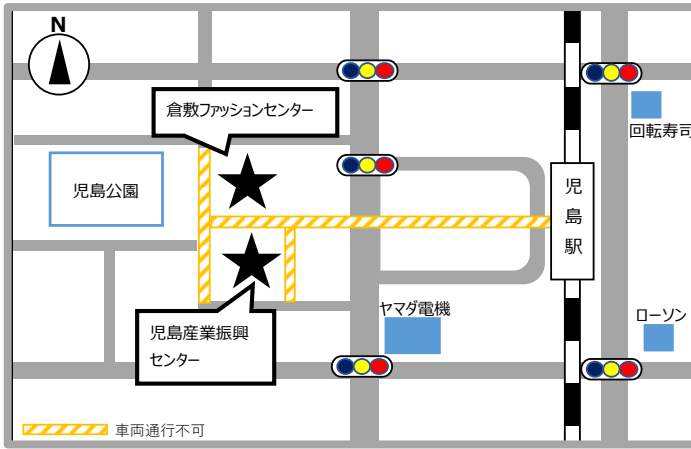 N
倉敷ファッションセンター
回転寿司
児島公園
児島駅
ヤマダ電機
ローソン
児島産業振興
センター
車両通行不可